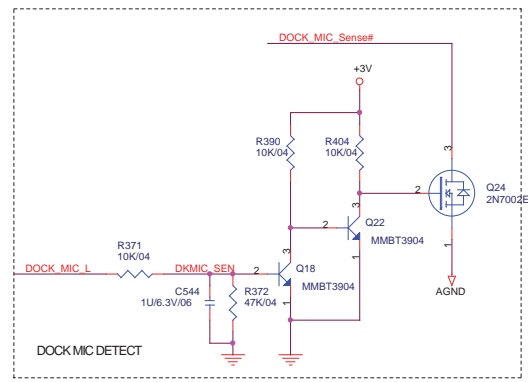 DOCK_MIC_Sense#
+3V
R390
10K/04
R404
10K/04
3
2
Q24
2N7002E
1
3
2
Q22
MMBT3904
1
AGND
R371
10K/04
DOCK_MIC_L
DKMIC_SEN
2
3
Q18
MMBT3904
1
C544
1U/6.3V/06
R372
47K/04
DOCK MIC DETECT